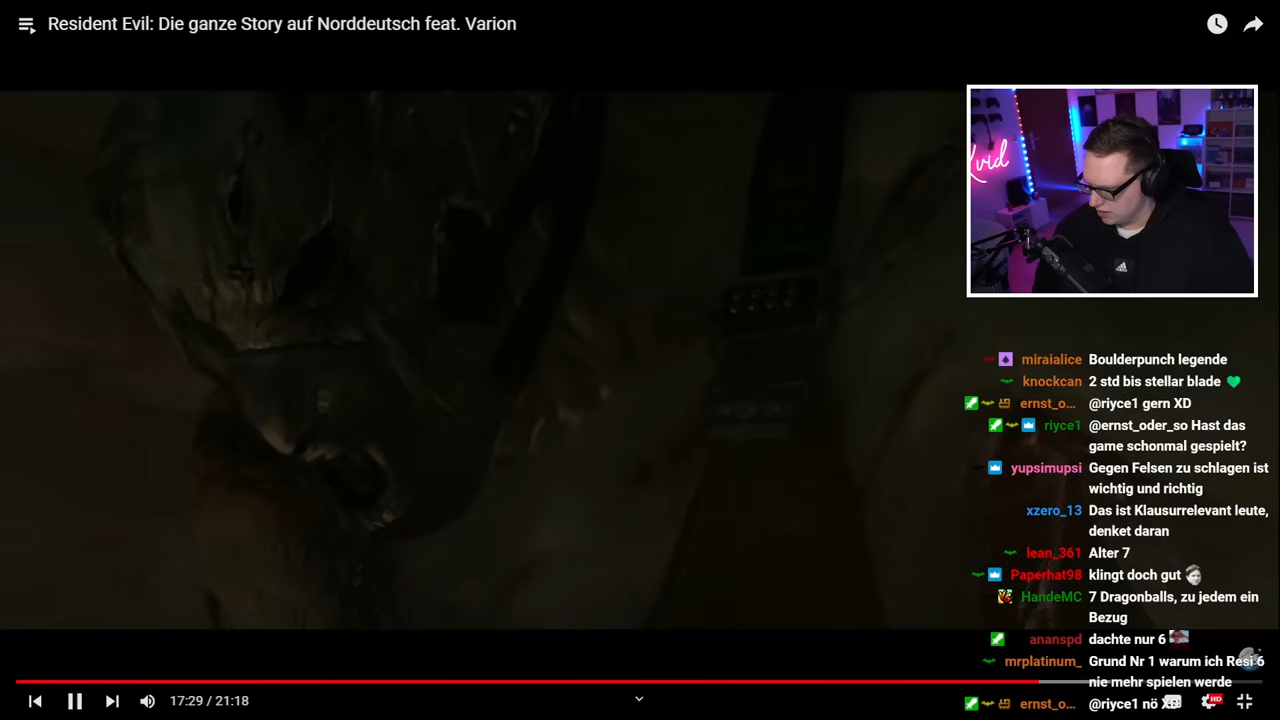 Resident Evil: Die ganze Story auf Norddeutsch feat. Varion
miraialice Boulderpunch legende
knockcan 2 std bis stellar blade
ernst_o... @riyce1 gern XD
riyce1 @ernst_oder_so Hast das
game schonmal gespielt?
yupsimupsi Gegen Felsen zu schlagen ist
wichtig und richtig
xzero_13 Das ist Klausurrelevant leute,
denket daran
lean_361 Alter 7
Paperhat98 klingt doch gut
HandeMC 7 Dragonballs, zu jedem ein
Bezug
ananspd dachte nur 6
mrplatinum_ Grund Nr 1 warum ich Resi 6
nie mehr spielen werde
ernst_o... @riyce1 nö XD
17:29 / 21:18
HD